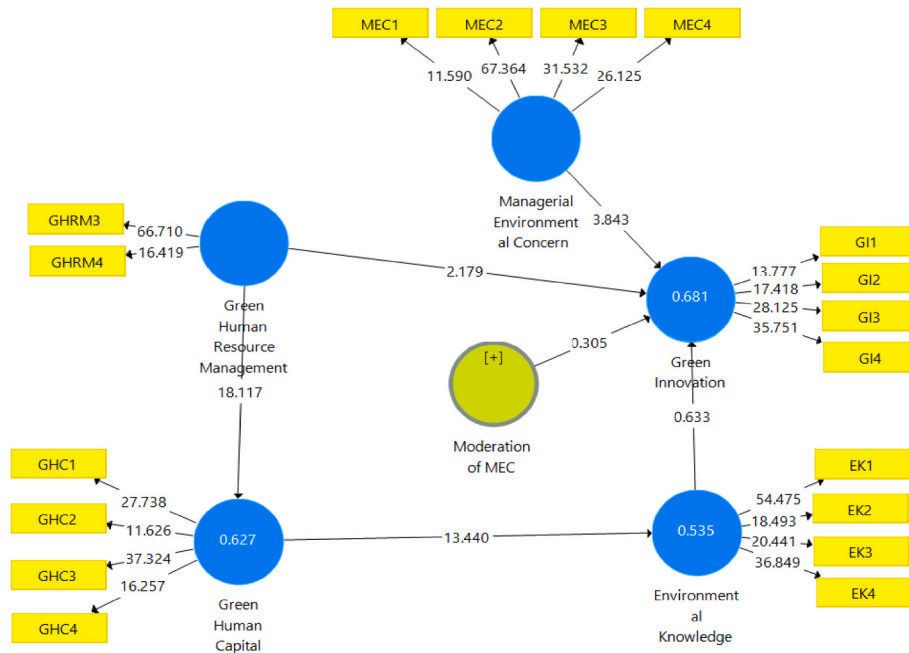 MEC1 MEC2 MEC3 MEC4
11.590 67.364 31.532 26.125
Managerial
Environment
al Concern
3.843
GHRM3
66.710
GHRM4
16.419
Green
Human
Resource
Management
2.179
18.117
GI1
13.777
GI2
17.418
GI3
28.125
GI4
35.751
0.681
Green
Innovation
[+]
0.305
Moderation
of MEC
0.633
GHC1
27.738
GHC2
11.626
GHC3
37.324
GHC4
16.257
0.627
Green
Human
Capital
13.440
0.535
Environment
al
Knowledge
EK1
54.475
EK2
18.493
EK3
20.441
EK4
36.849